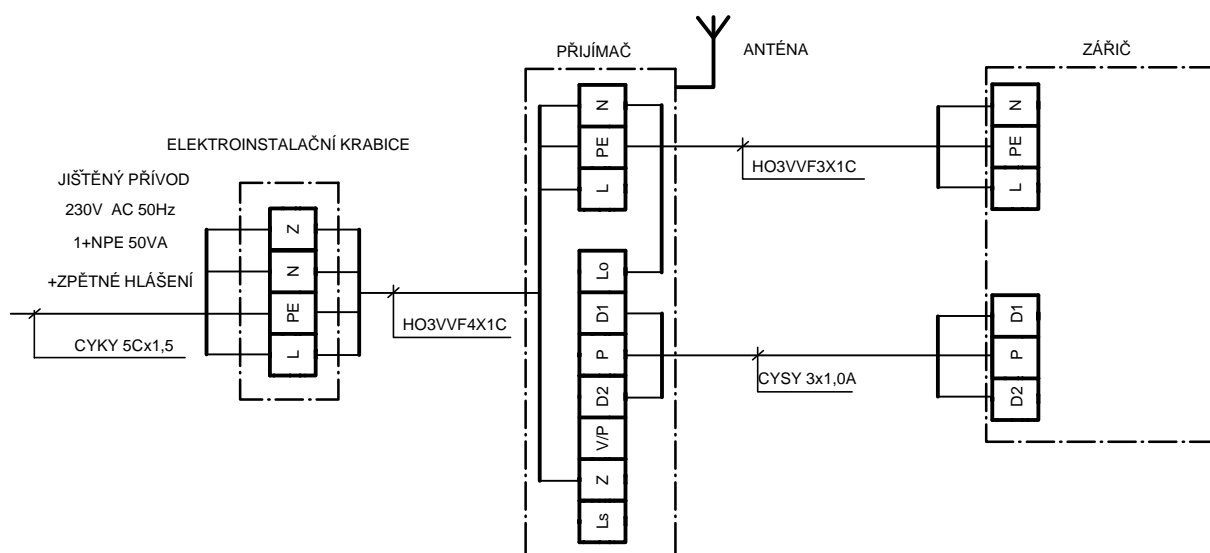 PŘIJÍMAČ
ANTÉNA
ZÁŘIČ
ELEKTROINSTALAČNÍ KRABICE
JIŠTĚNÝ PŘÍVOD
230V AC 50Hz
1+NPE 50VA
+ZPĚTNÉ HLÁŠENÍ
CYKY 5Cx1,5
Z
N
PE
L
HO3VVF4X1C
N
PE
L
Lo
D1
P
D2
V/P
Z
Ls
HO3VVF3X1C
CYSY 3x1,0A
N
PE
L
D1
P
D2